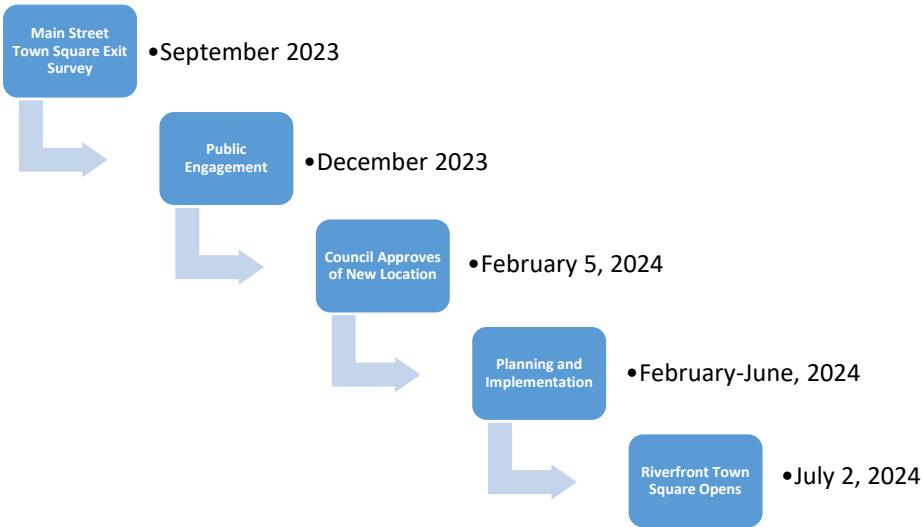 Main Street
Town Square Exit
Survey
•September 2023
Public
Engagement
•December 2023
Council Approves
of New Location
•February 5, 2024
Planning and
Implementation
•February-June, 2024
Riverfront Town
Square Opens
•July 2, 2024